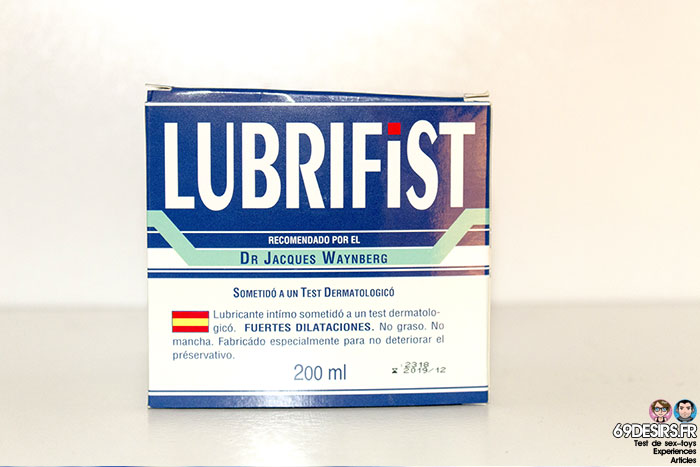 LUBRIFiST
RECOMENDADO POR EL
DR JACQUES WAYNBERG
SOMETIDÓ A UN TEST DERMATOLOGICÓ
Lubricante intímo sometidó a un test dermatolo-
gicó. FUERTES DILATACIONES. No graso. No
mancha. Fabricádo especialmente para no deteriorar el
préservativo.
200 ml
2318
2019/12
69DESIRS.FR
Test de sex-toys
Experiences
Articles